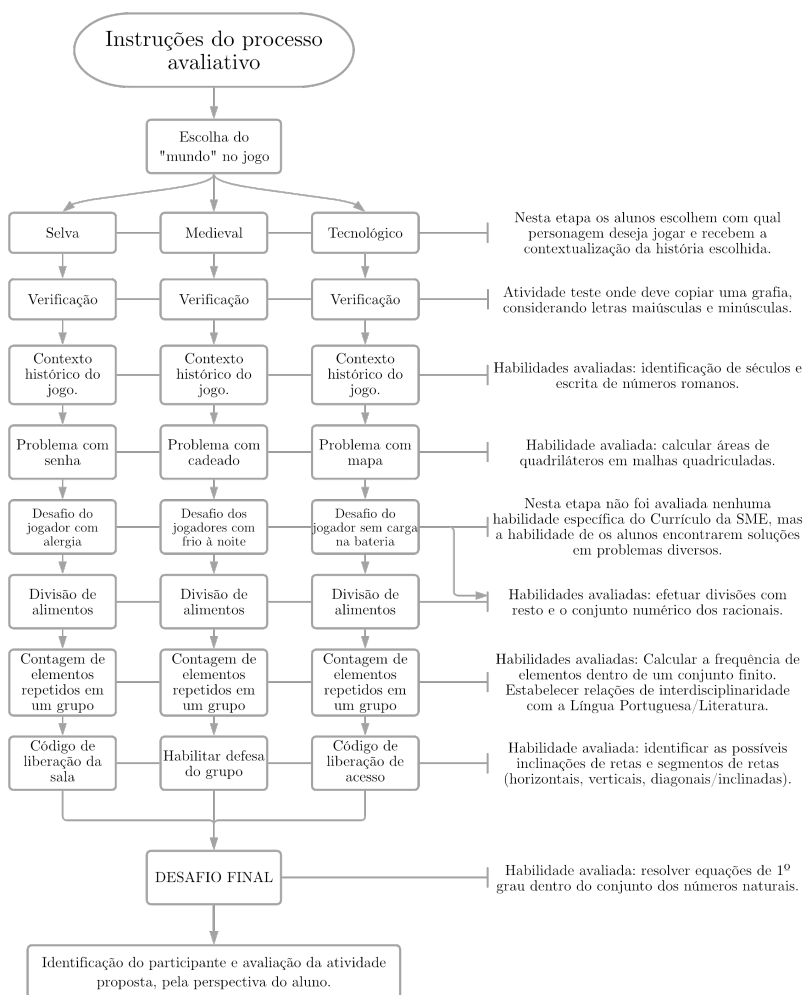 Instruções do processo
avaliativo
Escolha do
"mundo" no jogo
Selva
Medieval
Tecnológico
Nesta etapa os alunos escolhem com qual
personagem deseja jogar e recebem a
contextualização da história escolhida.
Verificação
Verificação
Verificação
Atividade teste onde deve copiar uma grafia,
considerando letras maiúsculas e minúsculas.
Contexto
histórico do
jogo.
Contexto
histórico do
jogo.
Contexto
histórico do
jogo.
Habilidades avaliadas: identificação de séculos e
escrita de números romanos.
Problema com
senha
Problema com
cadeado
Problema com
mapa
Habilidade avaliada: calcular áreas de
quadriláteros em malhas quadriculadas.
Desafio do
jogador com
alergia
Desafio dos
jogadores com
frio à noite
Desafio do
jogador sem carga
na bateria
Nesta etapa não foi avaliada nenhuma
habilidade específica do Currículo da SME, mas
a habilidade de os alunos encontrarem soluções
em problemas diversos.
Divisão de
alimentos
Divisão de
alimentos
Divisão de
alimentos
Habilidades avaliadas: efetuar divisões com
resto e o conjunto numérico dos racionais.
Contagem de
elementos
repetidos em
um grupo
Contagem de
elementos
repetidos em
um grupo
Contagem de
elementos
repetidos em
um grupo
Habilidades avaliadas: Calcular a frequência de
elementos dentro de um conjunto finito.
Estabelecer relações de interdisciplinaridade
com a Língua Portuguesa/Literatura.
Código de
liberação da
sala
Habilitar defesa
do grupo
Código de
liberação de
acesso
Habilidade avaliada: identificar as possíveis
inclinações de retas e segmentos de retas
(horizontais, verticais, diagonais/inclinadas).
DESAFIO FINAL
Habilidade avaliada: resolver equações de 1º
grau dentro do conjunto dos números naturais.
Identificação do participante e avaliação da atividade
proposta, pela perspectiva do aluno.